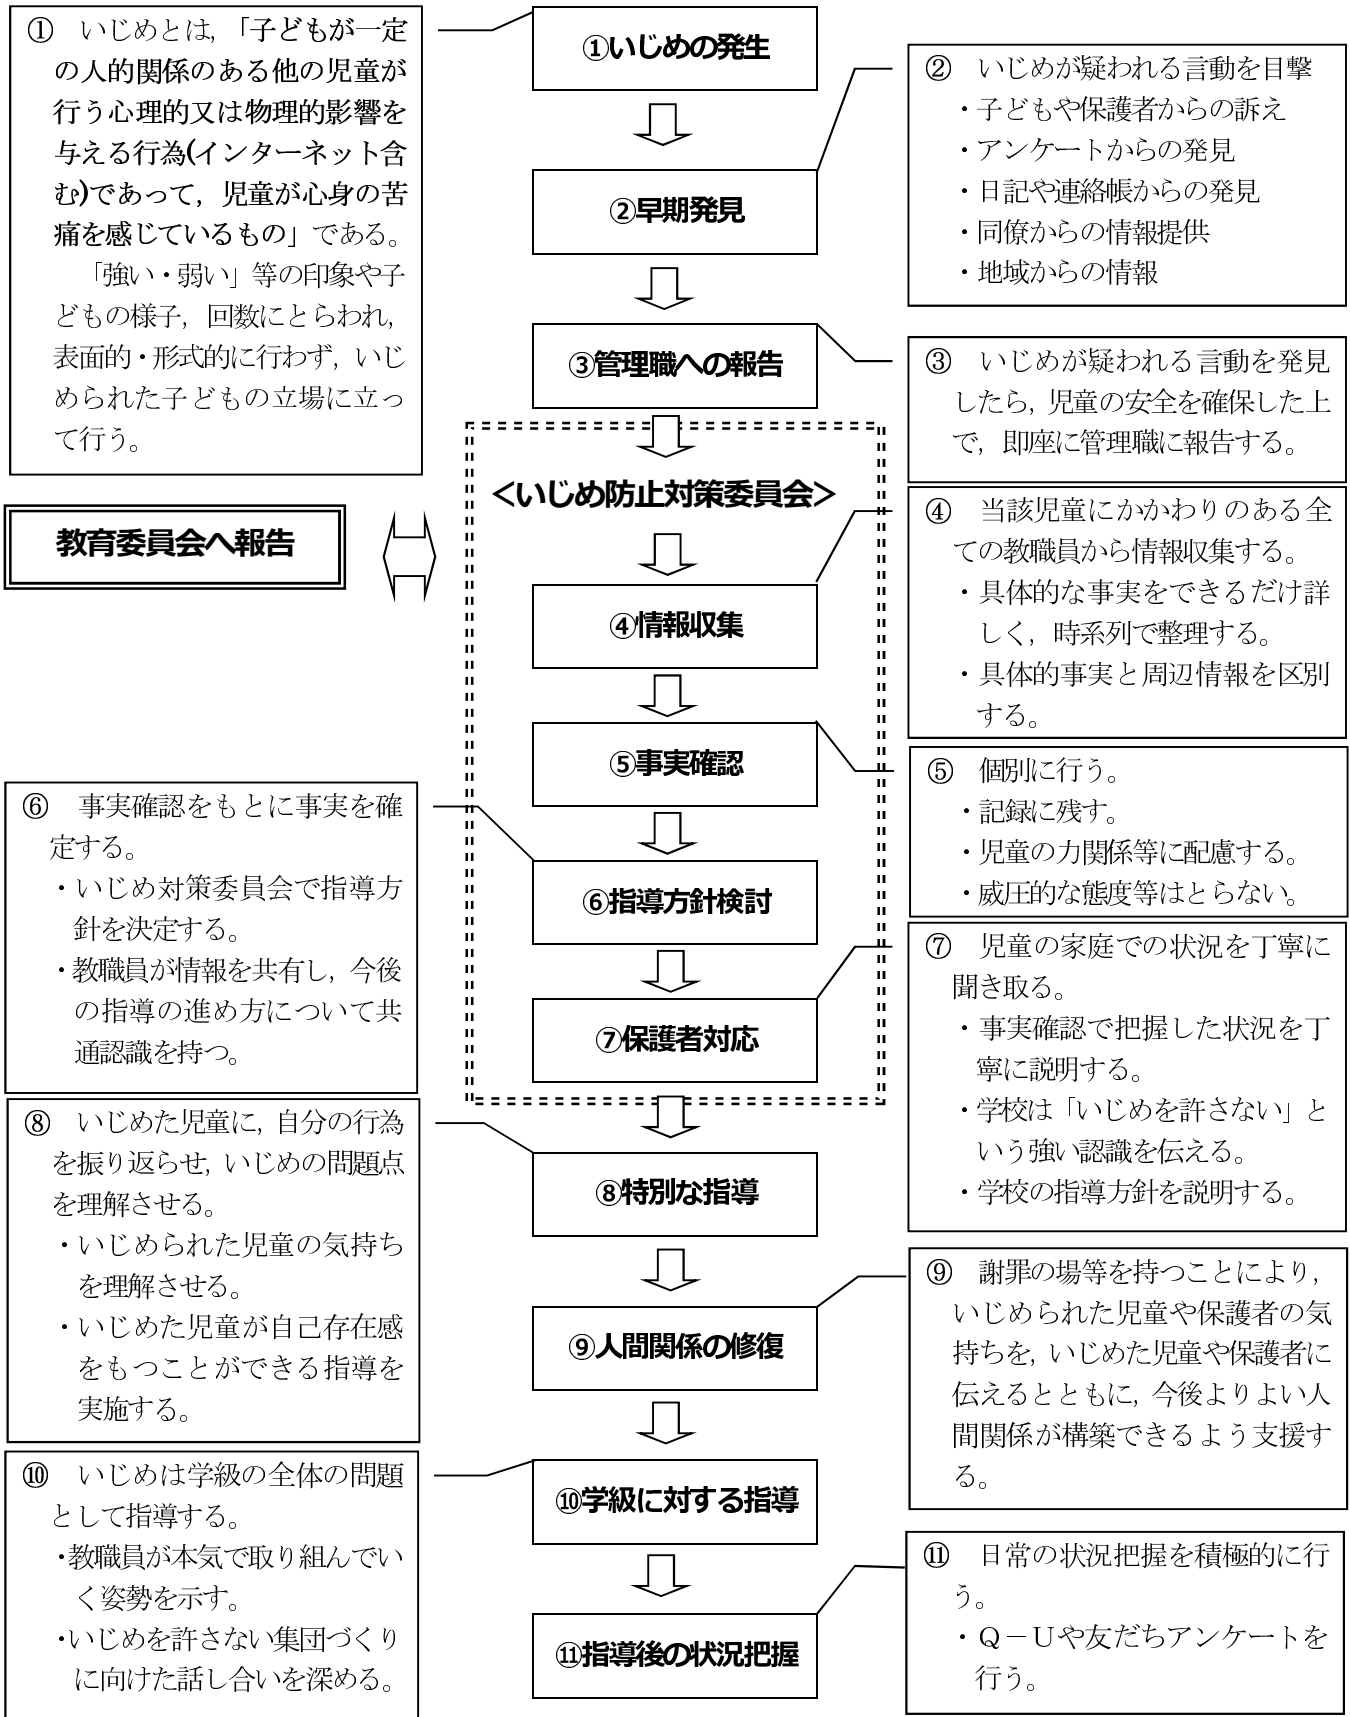 ① いじめとは，「子どもが一定
の人的関係のある他の児童が
行う心理的又は物理的影響を
与える行為(インターネット含
む)であって，児童が心身の苦
痛を感じているもの」である。
「強い・弱い」等の印象や子
どもの様子，回数にとらわれ，
表面的・形式的に行わず，いじ
められた子どもの立場に立っ
て行う。
①いじめの発生
②早期発見
② いじめが疑われる言動を目撃
・子どもや保護者からの訴え
・アンケートからの発見
・日記や連絡帳からの発見
・同僚からの情報提供
・地域からの情報
③管理職への報告
③ いじめが疑われる言動を発見
したら，児童の安全を確保した上
で，即座に管理職に報告する。
＜いじめ防止対策委員会＞
教育委員会へ報告
④情報収集
④ 当該児童にかかわりのある全
ての教職員から情報収集する。
・具体的な事実をできるだけ詳
しく，時系列で整理する。
・具体的事実と周辺情報を区別
する。
⑤事実確認
⑤ 個別に行う。
・記録に残す。
・児童の力関係等に配慮する。
・威圧的な態度等はとらない。
⑥ 事実確認をもとに事実を確
定する。
・いじめ対策委員会で指導方
針を決定する。
・教職員が情報を共有し，今後
の指導の進め方について共
通認識を持つ。
⑥指導方針検討
⑦保護者対応
⑦ 児童の家庭での状況を丁寧に
聞き取る。
・事実確認で把握した状況を丁
寧に説明する。
・学校は「いじめを許さない」と
いう強い認識を伝える。
・学校の指導方針を説明する。
⑧ いじめた児童に，自分の行為
を振り返らせ，いじめの問題点
を理解させる。
・いじめられた児童の気持ち
を理解させる。
・いじめた児童が自己存在感
をもつことができる指導を
実施する。
⑧特別な指導
⑨人間関係の修復
⑨ 謝罪の場等を持つことにより，
いじめられた児童や保護者の気
持ちを，いじめた児童や保護者に
伝えるとともに，今後よりよい人
間関係が構築できるよう支援す
る。
⑩ いじめは学級の全体の問題
として指導する。
・教職員が本気で取り組んでい
く姿勢を示す。
・いじめを許さない集団づくり
に向けた話し合いを深める。
⑩学級に対する指導
⑪指導後の状況把握
⑪ 日常の状況把握を積極的に行
う。
・Ｑ－Ｕや友だちアンケートを
行う。